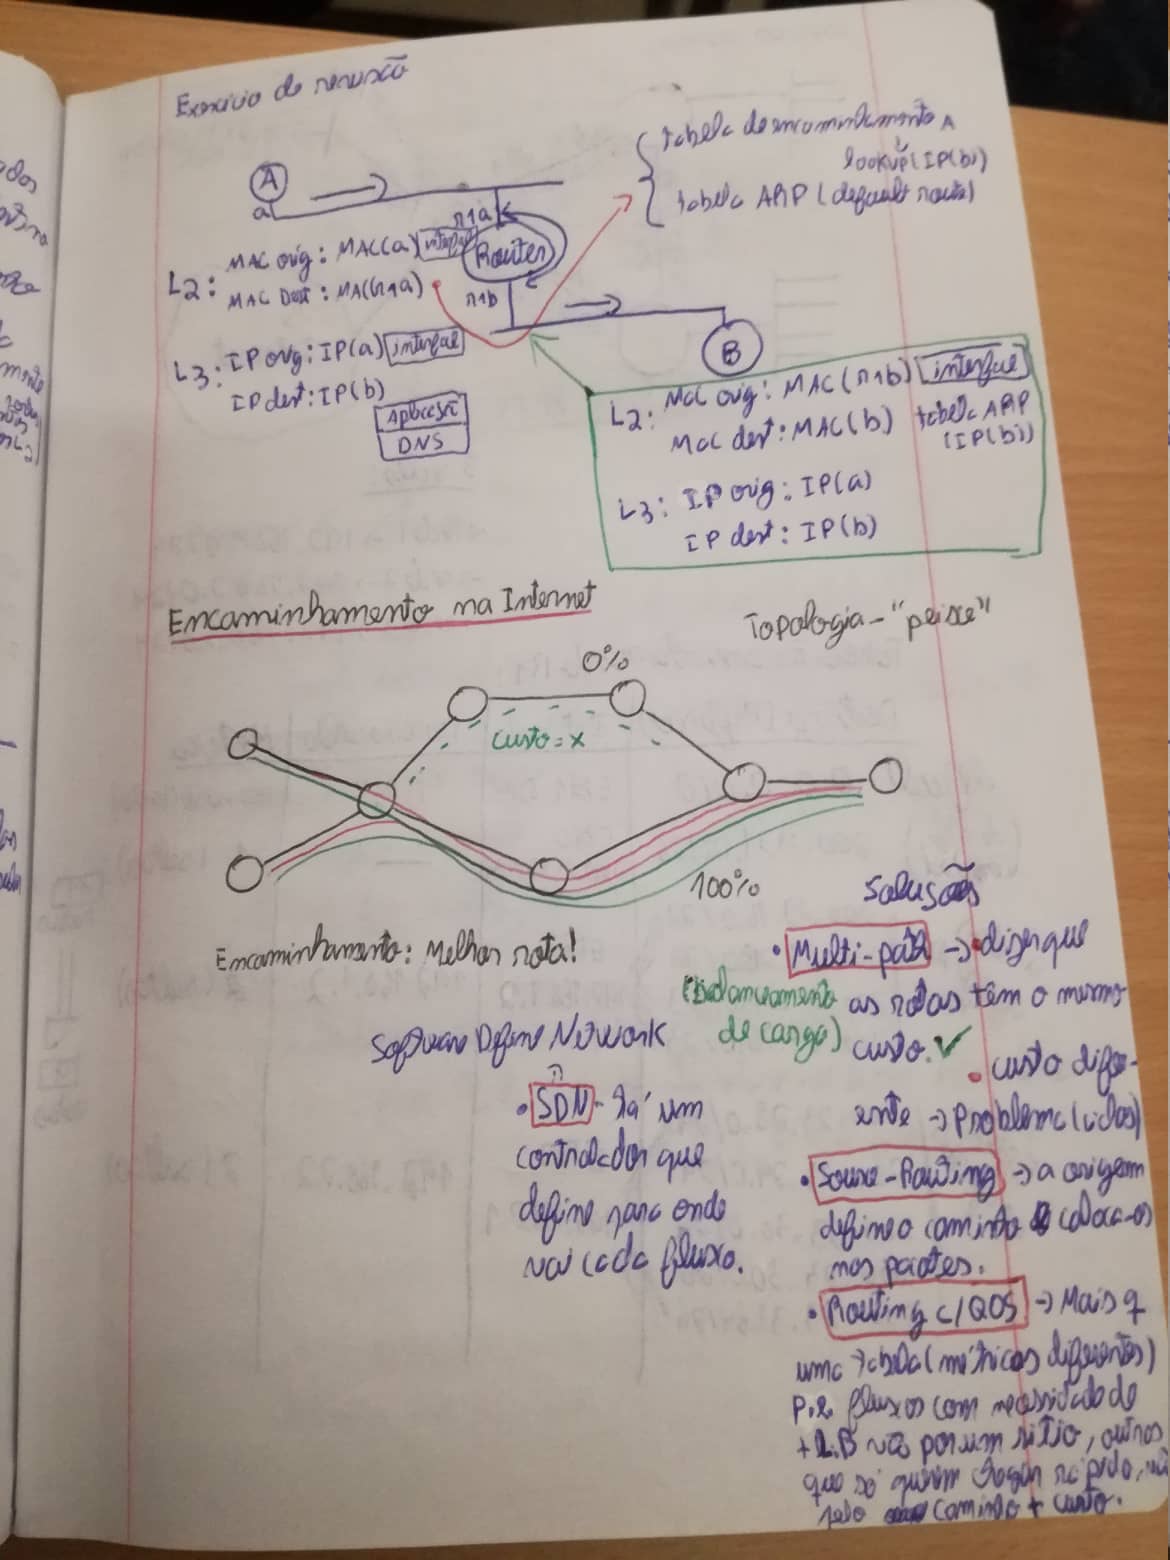 Exercício de revisão
A
a
r1a
Router
r1b
B
tabela de encaminhamento A
lookup(IP(b))
tabela ARP (default route)
L2: MAC orig: MAC(a) interface
MAC Dest: MAC(r1a)
L3: IP orig: IP(a) interface
IP dest: IP(b)
Aplicação
DNS
L2: Mac orig: MAC(r1b) interface
Mac dest: MAC(b) tabela ARP
(IP(b))
L3: IP orig: IP(a)
IP dest: IP(b)
Encaminhamento na Internet
Topologia - "peixe"
0%
custo = x
100%
Encaminhamento: Melhor rota!
Soluções
• Multi-path → • dizer que
(Balanceamento as rotas têm o mesmo
de carga) custo. ✓
• custo difer-
ente → Problema (ciclos)
Software Define Network
• SDN - há um
controlador que
define para onde
vai cada fluxo.
• Source-Routing → a origem
define o caminho coloca-os
nos pacotes.
• Routing c/ QOS → Mais q
uma tabela (métricas diferentes)
p.e. fluxos com necessidade de
+ L.B vão por um sítio, outros
que só querem chegar rápido, vão
pelo caminho + curto.